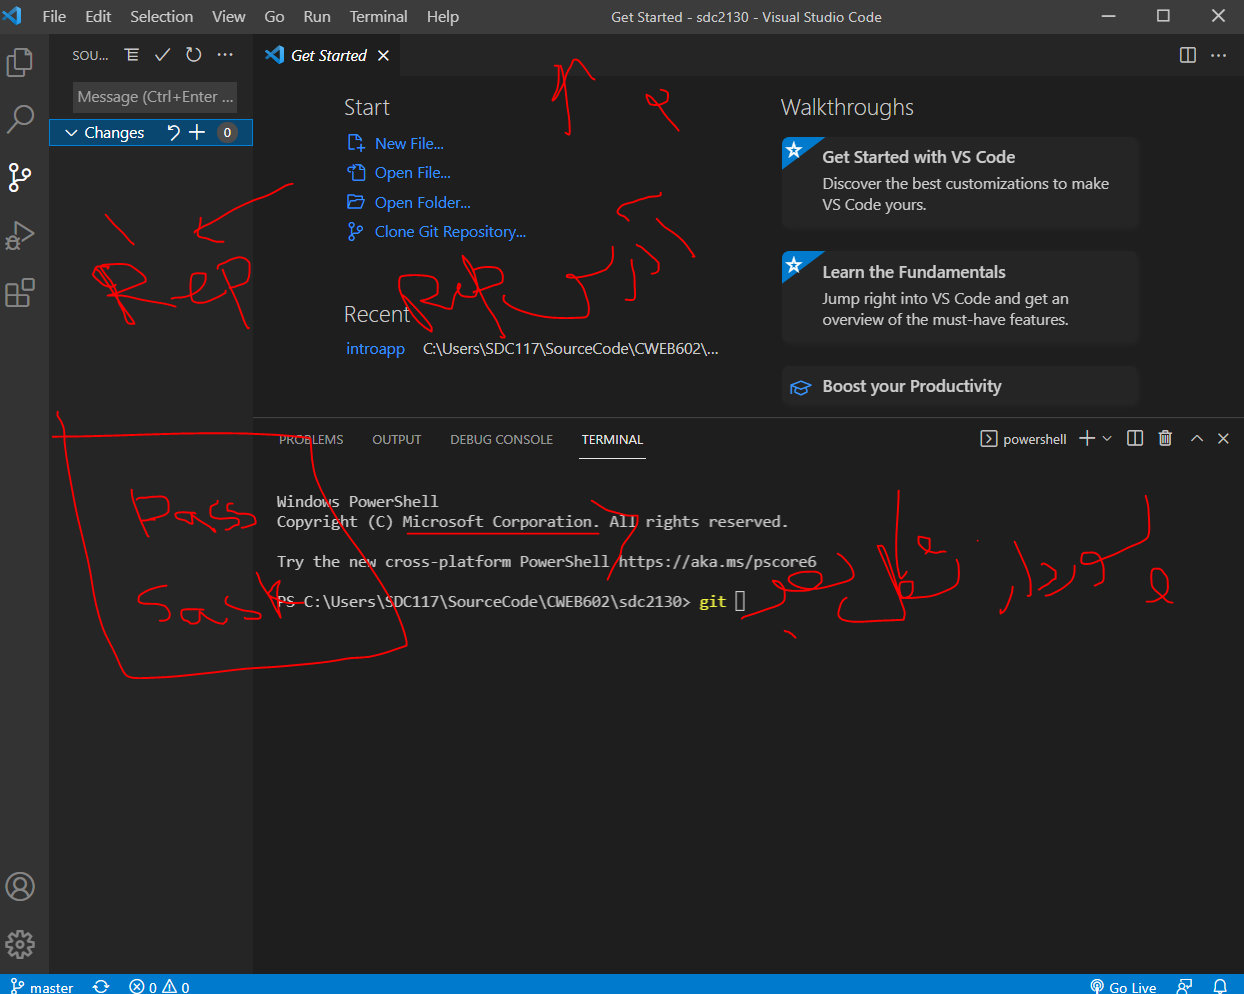 File Edit Selection View Go Run Terminal Help Get Started - sdc2130 - Visual Studio Code
SOU... Get Started
Message (Ctrl+Enter ...
Changes 0
Start
New File...
Open File...
Open Folder...
Clone Git Repository...
Recent
introapp C:\Users\SDC117\SourceCode\CWEB602\...
Walkthroughs
Get Started with VS Code
Discover the best customizations to make
VS Code yours.
Learn the Fundamentals
Jump right into VS Code and get an
overview of the must-have features.
Boost your Productivity
Rep
PROBLEMS OUTPUT DEBUG CONSOLE TERMINAL powershell
Windows PowerShell
Copyright (C) Microsoft Corporation. All rights reserved.
Try the new cross-platform PowerShell https://aka.ms/pscore6
PS C:\Users\SDC117\SourceCode\CWEB602\sdc2130> git
Pass
master 0 0 Go Live